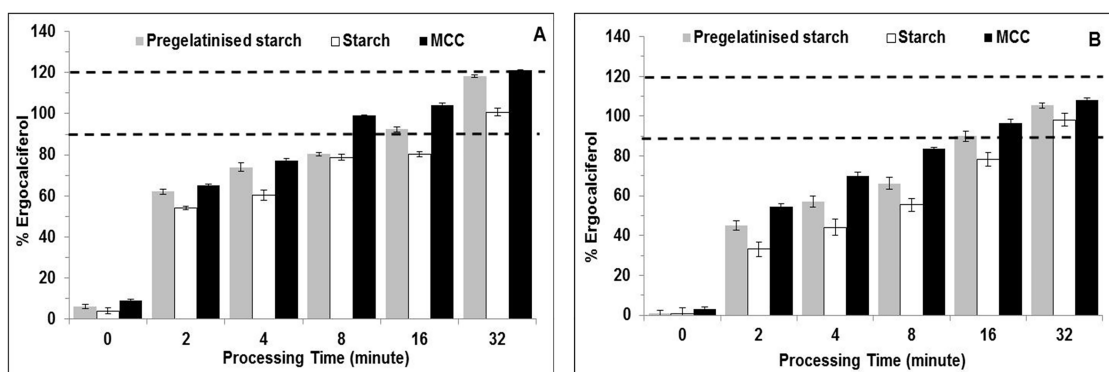 A
Pregelatinised starch Starch MCC
140
120
100
80
60
40
20
0
% Ergocalciferol
0 2 4 8 16 32
Processing Time (minute)
B
Pregelatinised starch Starch MCC
140
120
100
80
60
40
20
0
% Ergocalciferol
0 2 4 8 16 32
Processing Time (minute)